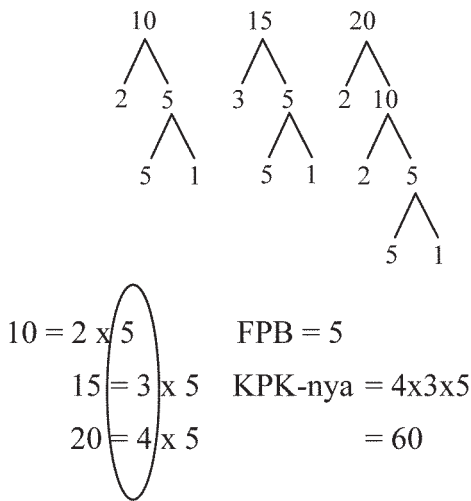 10 15 20
2 5 3 5 2 10
5 1 5 1 2 5
5 1
10 = 2 x 5 FPB = 5
15 = 3 x 5 KPK-nya = 4x3x5
20 = 4 x 5 = 60